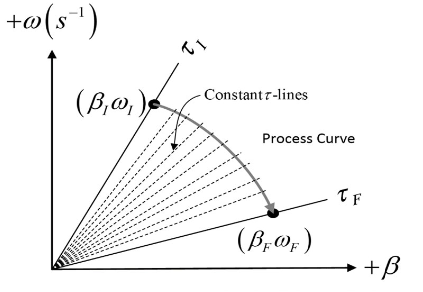 +ω(s⁻¹)
τ_I
(β_I ω_I)
Constant τ-lines
Process Curve
τ_F
(β_F ω_F)
+β